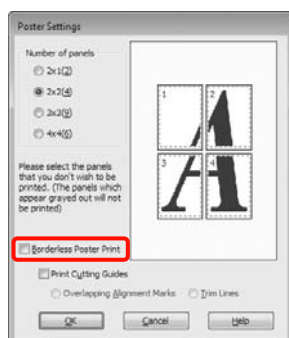 Poster Settings
Number of panels
2x1(2)
2x2(4)
3x3(9)
4x4(6)
1 2
3 4
Please select the panels
that you don't wish to be
printed. (The panels which
appear grayed out will not
be printed)
Borderless Poster Print
Print Cutting Guides
Overlapping Alignment Marks Trim Lines
OK Cancel Help